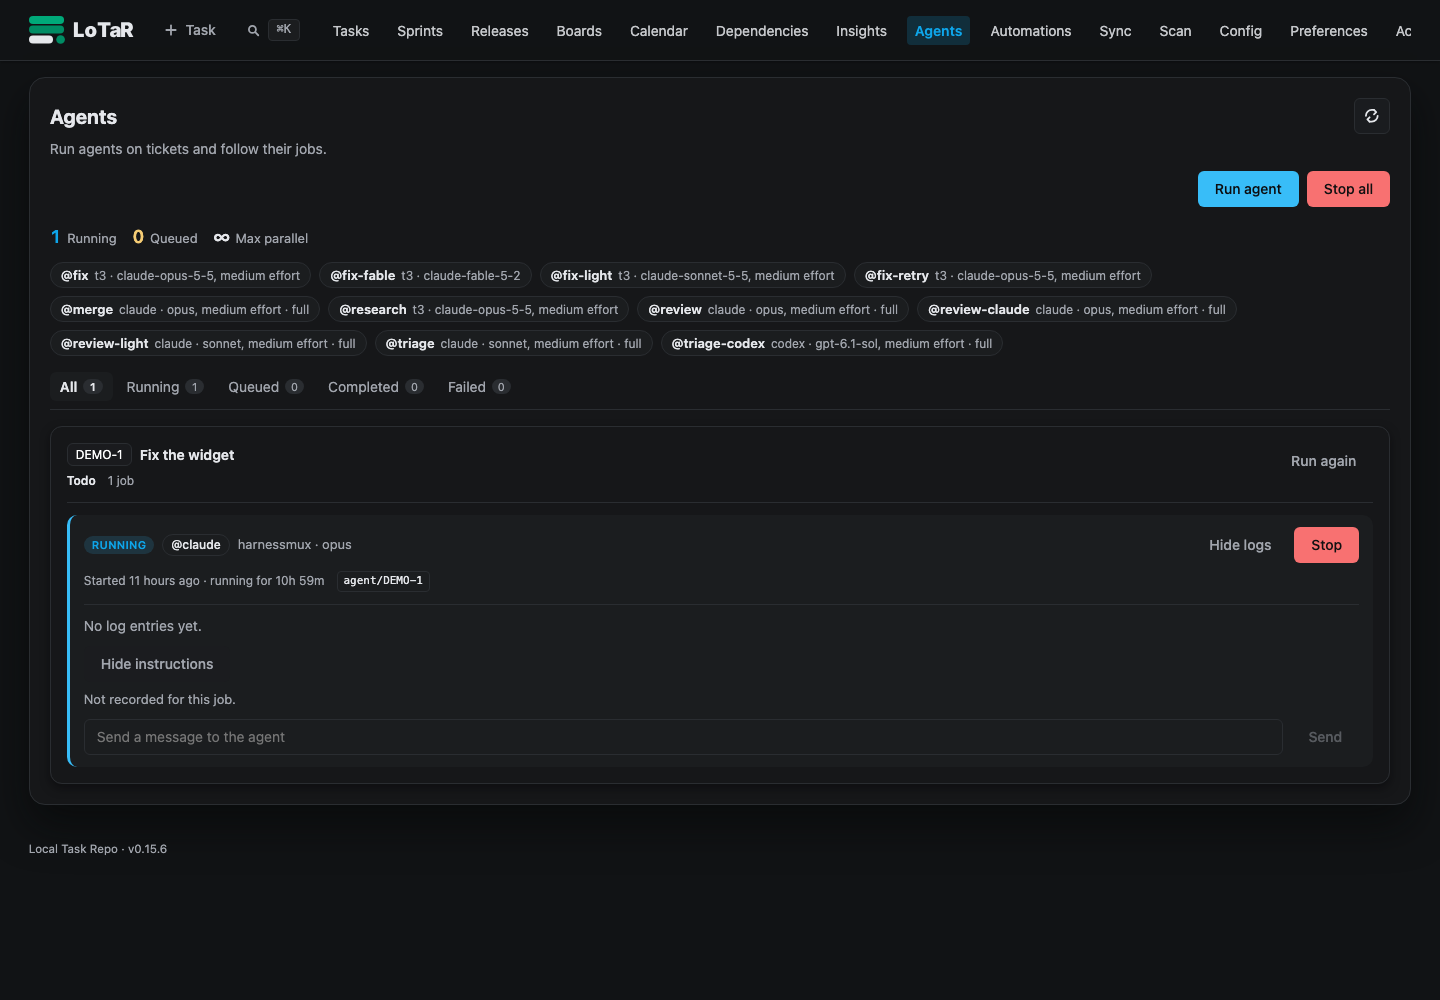 LoTaR + Task ⌘K Tasks Sprints Releases Boards Calendar Dependencies Insights Agents Automations Sync Scan Config Preferences Ac
Agents
Run agents on tickets and follow their jobs.
Run agent Stop all
1 Running 0 Queued ∞ Max parallel
@fix t3 · claude-opus-5-5, medium effort @fix-fable t3 · claude-fable-5-2 @fix-light t3 · claude-sonnet-5-5, medium effort @fix-retry t3 · claude-opus-5-5, medium effort
@merge claude · opus, medium effort · full @research t3 · claude-opus-5-5, medium effort @review claude · opus, medium effort · full @review-claude claude · opus, medium effort · full
@review-light claude · sonnet, medium effort · full @triage claude · sonnet, medium effort · full @triage-codex codex · gpt-6.1-sol, medium effort · full
All 1 Running 1 Queued 0 Completed 0 Failed 0
DEMO-1 Fix the widget
Run again
Todo 1 job
RUNNING @claude harnessmux · opus Hide logs Stop
Started 11 hours ago · running for 10h 59m agent/DEMO-1
No log entries yet.
Hide instructions
Not recorded for this job.
Send a message to the agent Send
Local Task Repo · v0.15.6